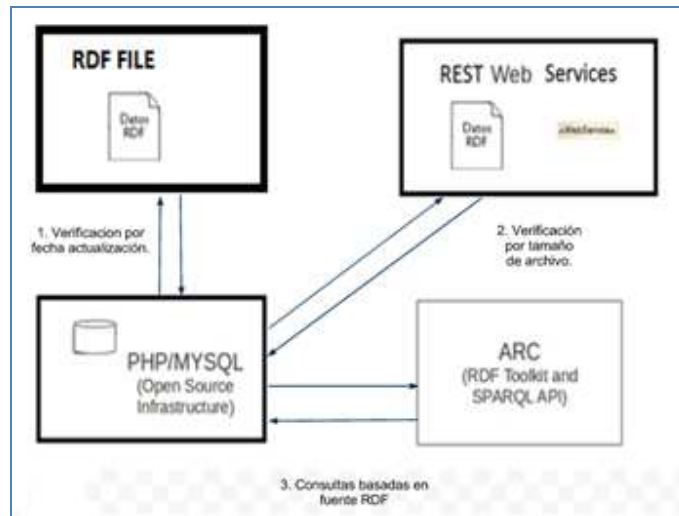 RDF FILE
Datos
RDF
REST Web Services
Datos
RDF
1. Verificacion por
fecha actualización.
2. Verificación
por tamaño
de archivo.
PHP/MYSQL
(Open Source
Infrastructure)
ARC
(RDF Toolkit and
SPARQL API)
3. Consultas basadas en
fuente RDF